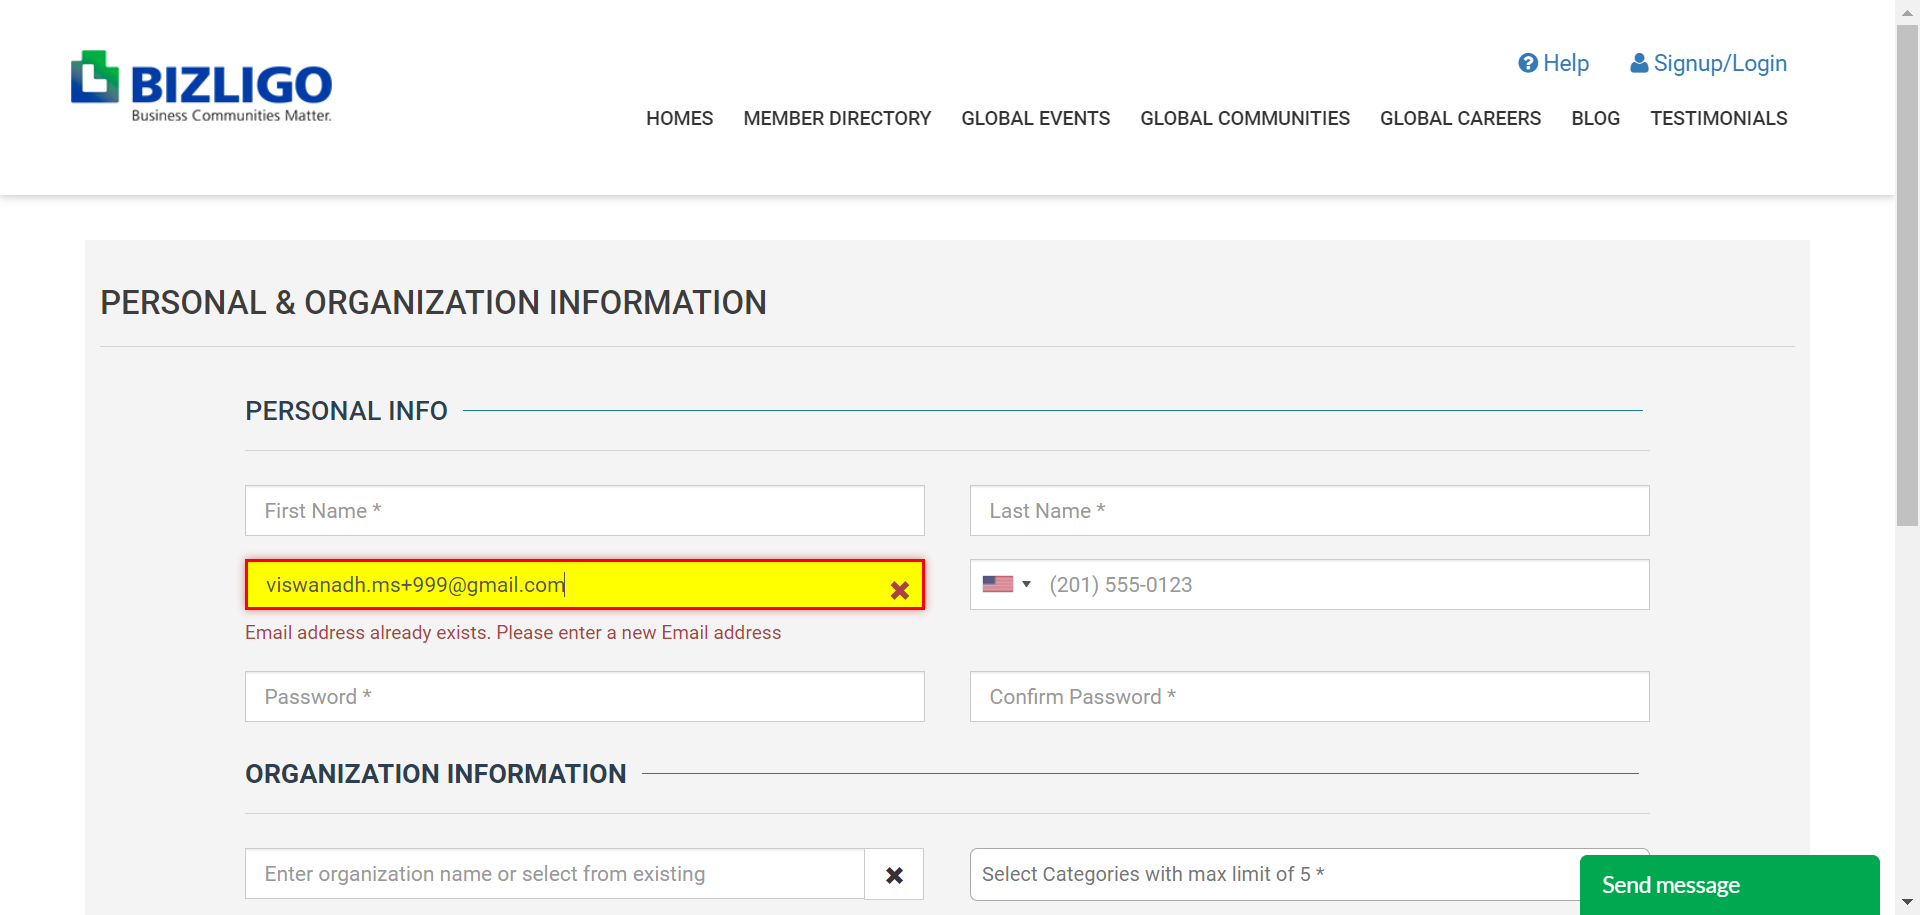 BIZLIGO
Business Communities Matter.
Help
Signup/Login
HOMES MEMBER DIRECTORY GLOBAL EVENTS GLOBAL COMMUNITIES GLOBAL CAREERS BLOG TESTIMONIALS
PERSONAL & ORGANIZATION INFORMATION
PERSONAL INFO
First Name *
Last Name *
viswanadh.ms+999@gmail.com
(201) 555-0123
Email address already exists. Please enter a new Email address
Password *
Confirm Password *
ORGANIZATION INFORMATION
Enter organization name or select from existing
Select Categories with max limit of 5 *
Send message